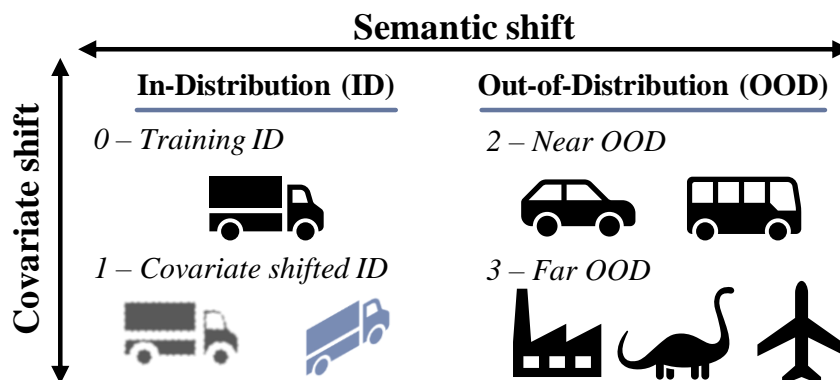 Semantic shift
Covariate shift
In-Distribution (ID)
Out-of-Distribution (OOD)
0 – Training ID
2 – Near OOD
1 – Covariate shifted ID
3 – Far OOD